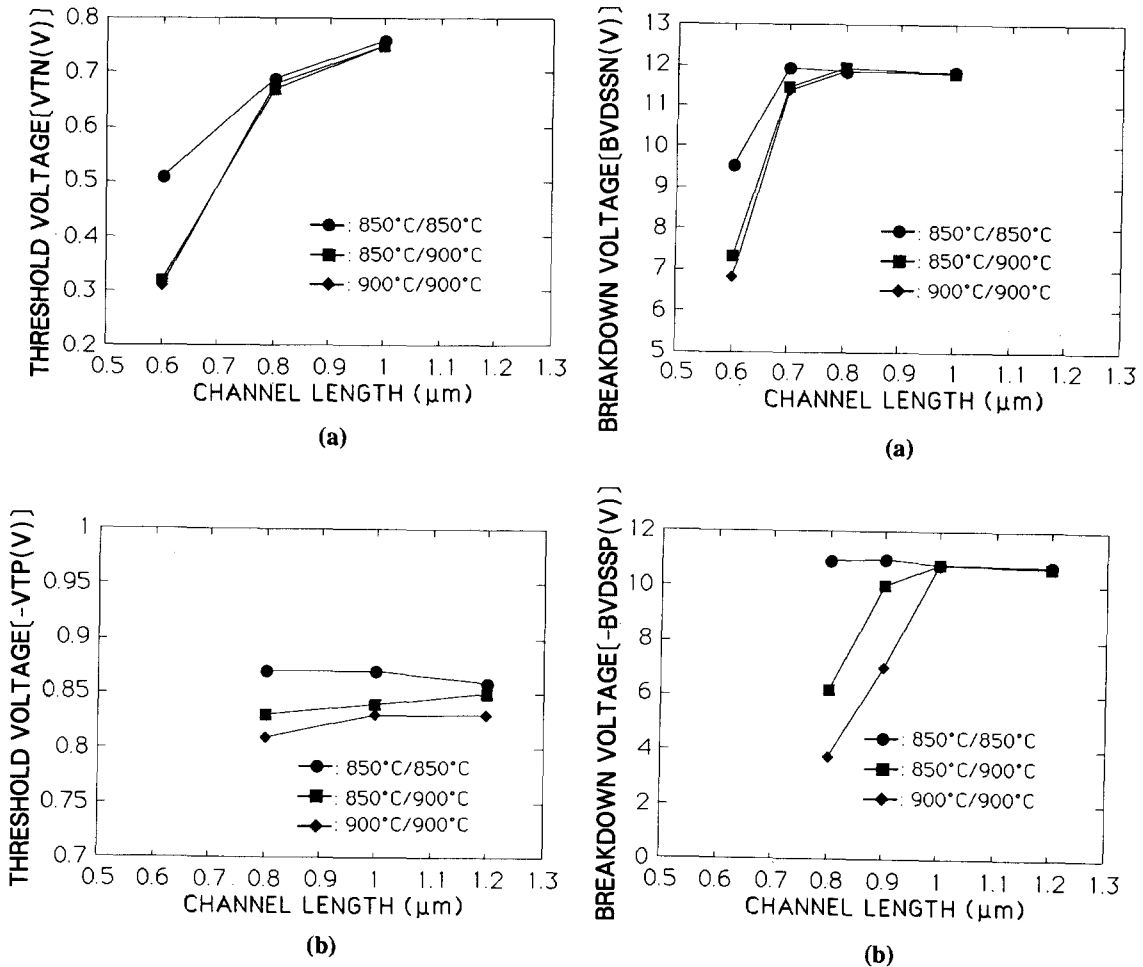 THRESHOLD VOLTAGE[VTN(V)]
0.8
0.7
0.6
0.5
0.4
0.3
0.2
: 850°C/850°C
: 850°C/900°C
: 900°C/900°C
0.5 0.6 0.7 0.8 0.9 1 1.1 1.2 1.3
CHANNEL LENGTH (µm)
(a)
BREAKDOWN VOLTAGE[BVDSSN(V)]
13
12
11
10
9
8
7
6
5
: 850°C/850°C
: 850°C/900°C
: 900°C/900°C
0.5 0.6 0.7 0.8 0.9 1 1.1 1.2 1.3
CHANNEL LENGTH (µm)
(a)
THRESHOLD VOLTAGE[-VTP(V)]
1
0.95
0.9
0.85
0.8
0.75
0.7
: 850°C/850°C
: 850°C/900°C
: 900°C/900°C
0.5 0.6 0.7 0.8 0.9 1 1.1 1.2 1.3
CHANNEL LENGTH (µm)
(b)
BREAKDOWN VOLTAGE[-BVDSSP(V)]
12
10
8
6
4
2
0
: 850°C/850°C
: 850°C/900°C
: 900°C/900°C
0.5 0.6 0.7 0.8 0.9 1 1.1 1.2 1.3
CHANNEL LENGTH (µm)
(b)